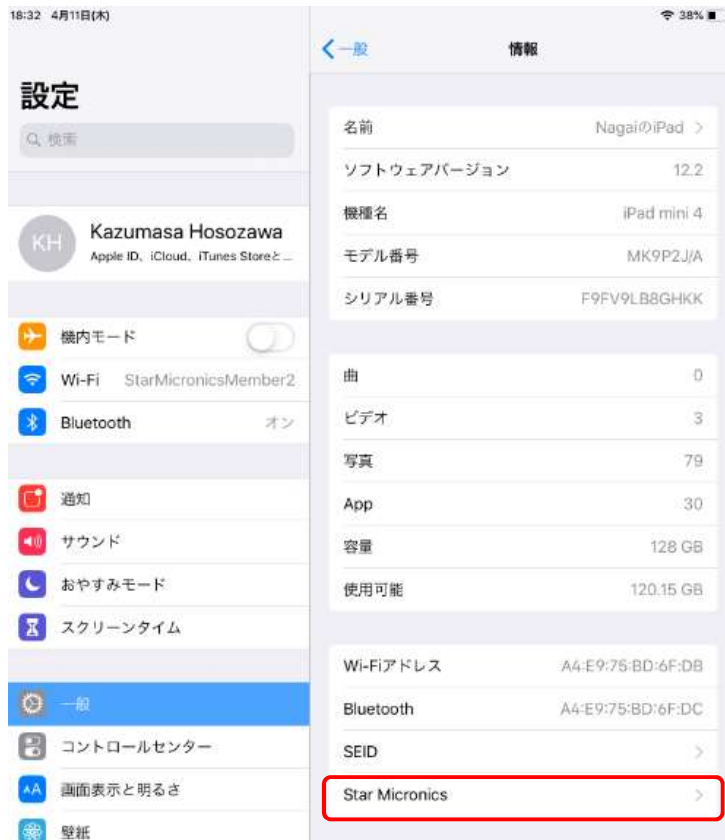 18:32 4月11日(木)
38%
設定
検索
KH
Kazumasa Hosozawa
Apple ID、iCloud、iTunes Storeと...
機内モード
Wi-Fi StarMicronicsMember2
Bluetooth オン
通知
サウンド
おやすみモード
スクリーンタイム
一般
コントロールセンター
AA 画面表示と明るさ
壁紙
一般 情報
名前 NagaiのiPad
ソフトウェアバージョン 12.2
機種名 iPad mini 4
モデル番号 MK9P2J/A
シリアル番号 F9FV9LB8GHKK
曲 0
ビデオ 3
写真 79
App 30
容量 128 GB
使用可能 120.15 GB
Wi-Fiアドレス A4:E9:75:BD:6F:DB
Bluetooth A4:E9:75:BD:6F:DC
SEID
Star Micronics